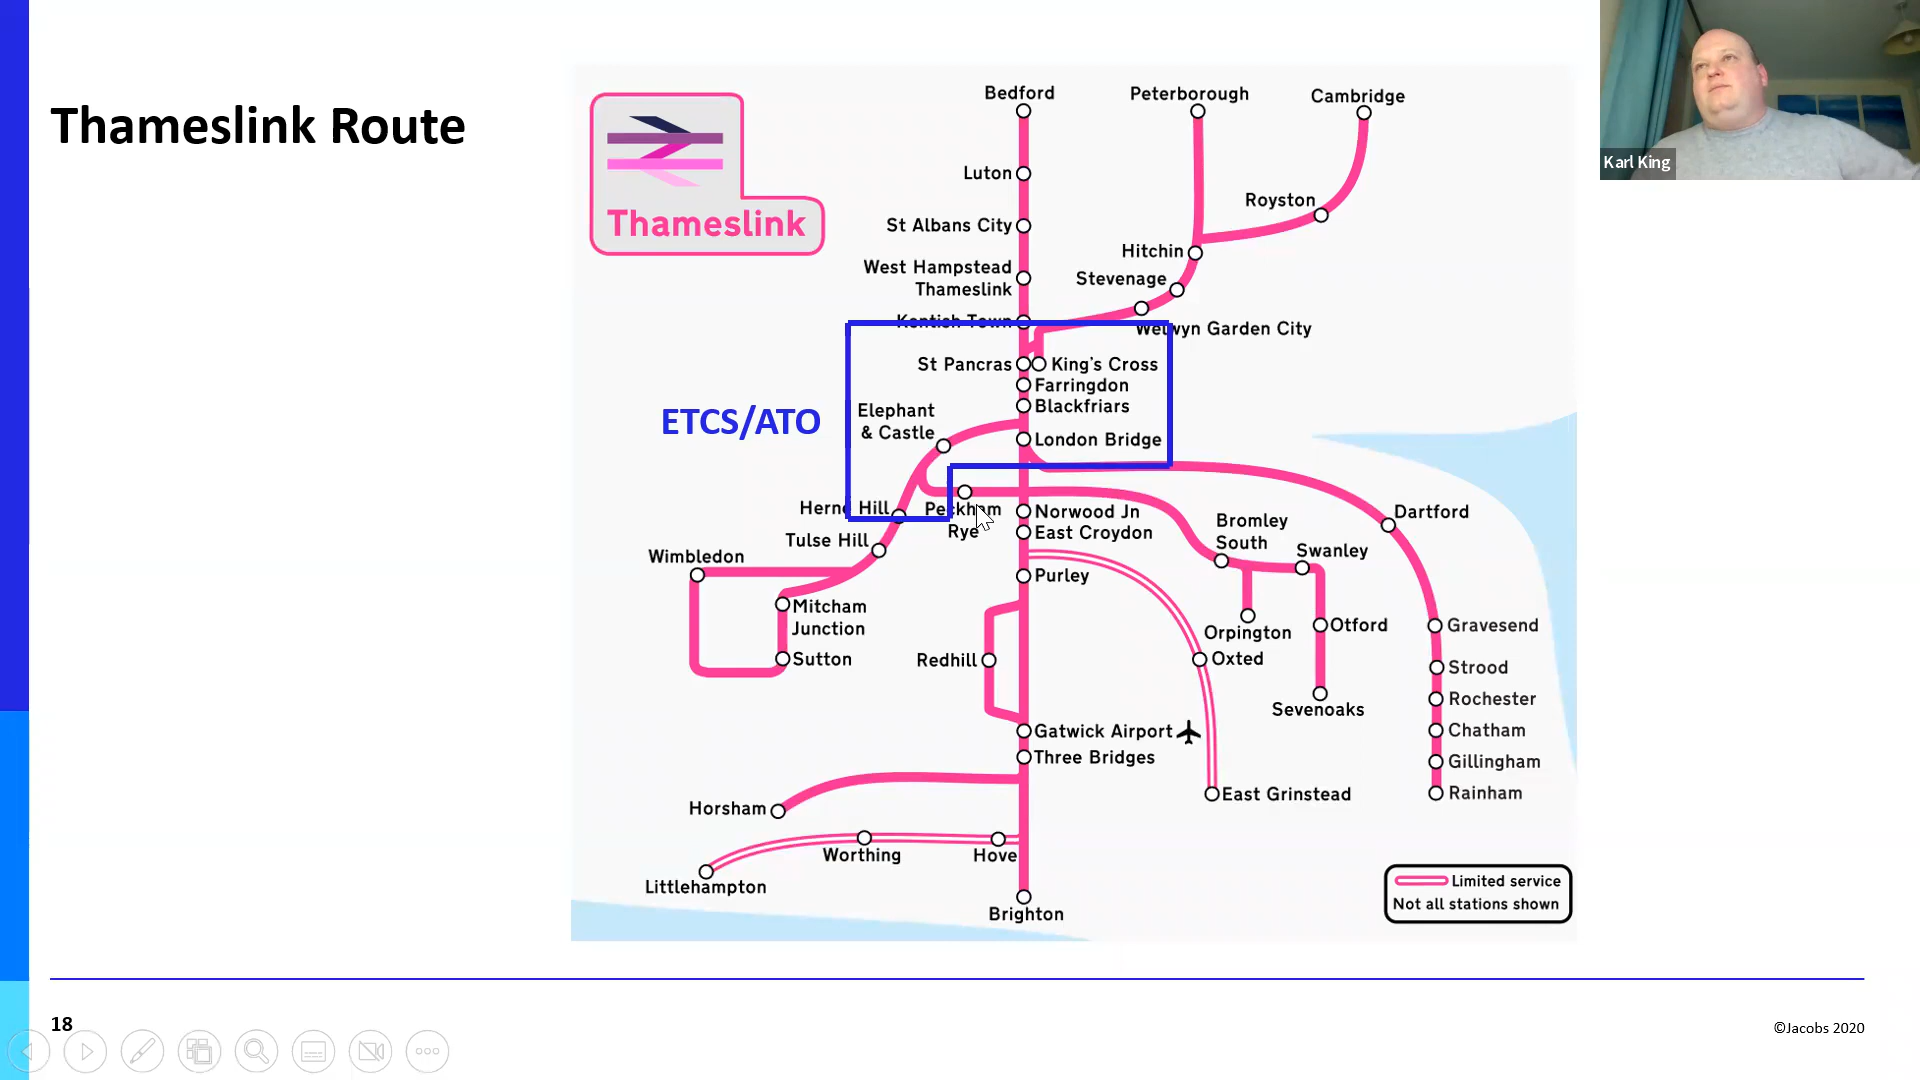 Thameslink Route
Karl King
Thameslink
Bedford
Peterborough
Cambridge
Luton
Royston
St Albans City
Hitchin
West Hampstead
Thameslink
Stevenage
Kentish Town
Welwyn Garden City
St Pancras
King's Cross
Farringdon
Blackfriars
ETCS/ATO
Elephant
& Castle
London Bridge
Herne Hill
Peckham
Rye
Norwood Jn
East Croydon
Bromley
South
Swanley
Dartford
Tulse Hill
Wimbledon
Purley
Mitcham
Junction
Sutton
Redhill
Orpington
Otford
Oxted
Gravesend
Strood
Rochester
Sevenoaks
Chatham
Gatwick Airport
Three Bridges
Gillingham
Rainham
East Grinstead
Horsham
Worthing
Hove
Littlehampton
Brighton
Limited service
Not all stations shown
18
©Jacobs 2020